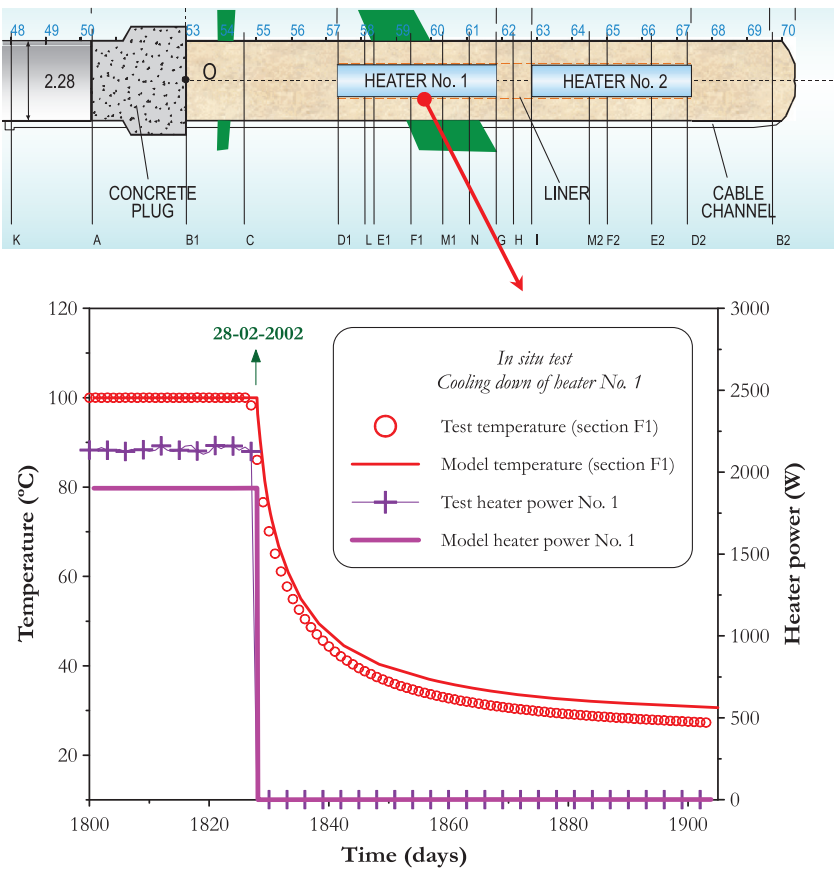 48 49 50 53 54 55 56 57 58 59 60 61 62 63 64 65 66 67 68 69 70
2.28
O
HEATER No. 1
HEATER No. 2
CONCRETE
PLUG
LINER
CABLE
CHANNEL
K A B1 C D1 L E1 F1 M1 N G H I M2 F2 E2 D2 B2
120
100
80
60
40
20
Temperature (ºC)
3000
2500
2000
1500
1000
500
0
Heater power (W)
28-02-2002
In situ test
Cooling down of heater No. 1
Test temperature (section F1)
Model temperature (section F1)
Test heater power No. 1
Model heater power No. 1
1800 1820 1840 1860 1880 1900
Time (days)